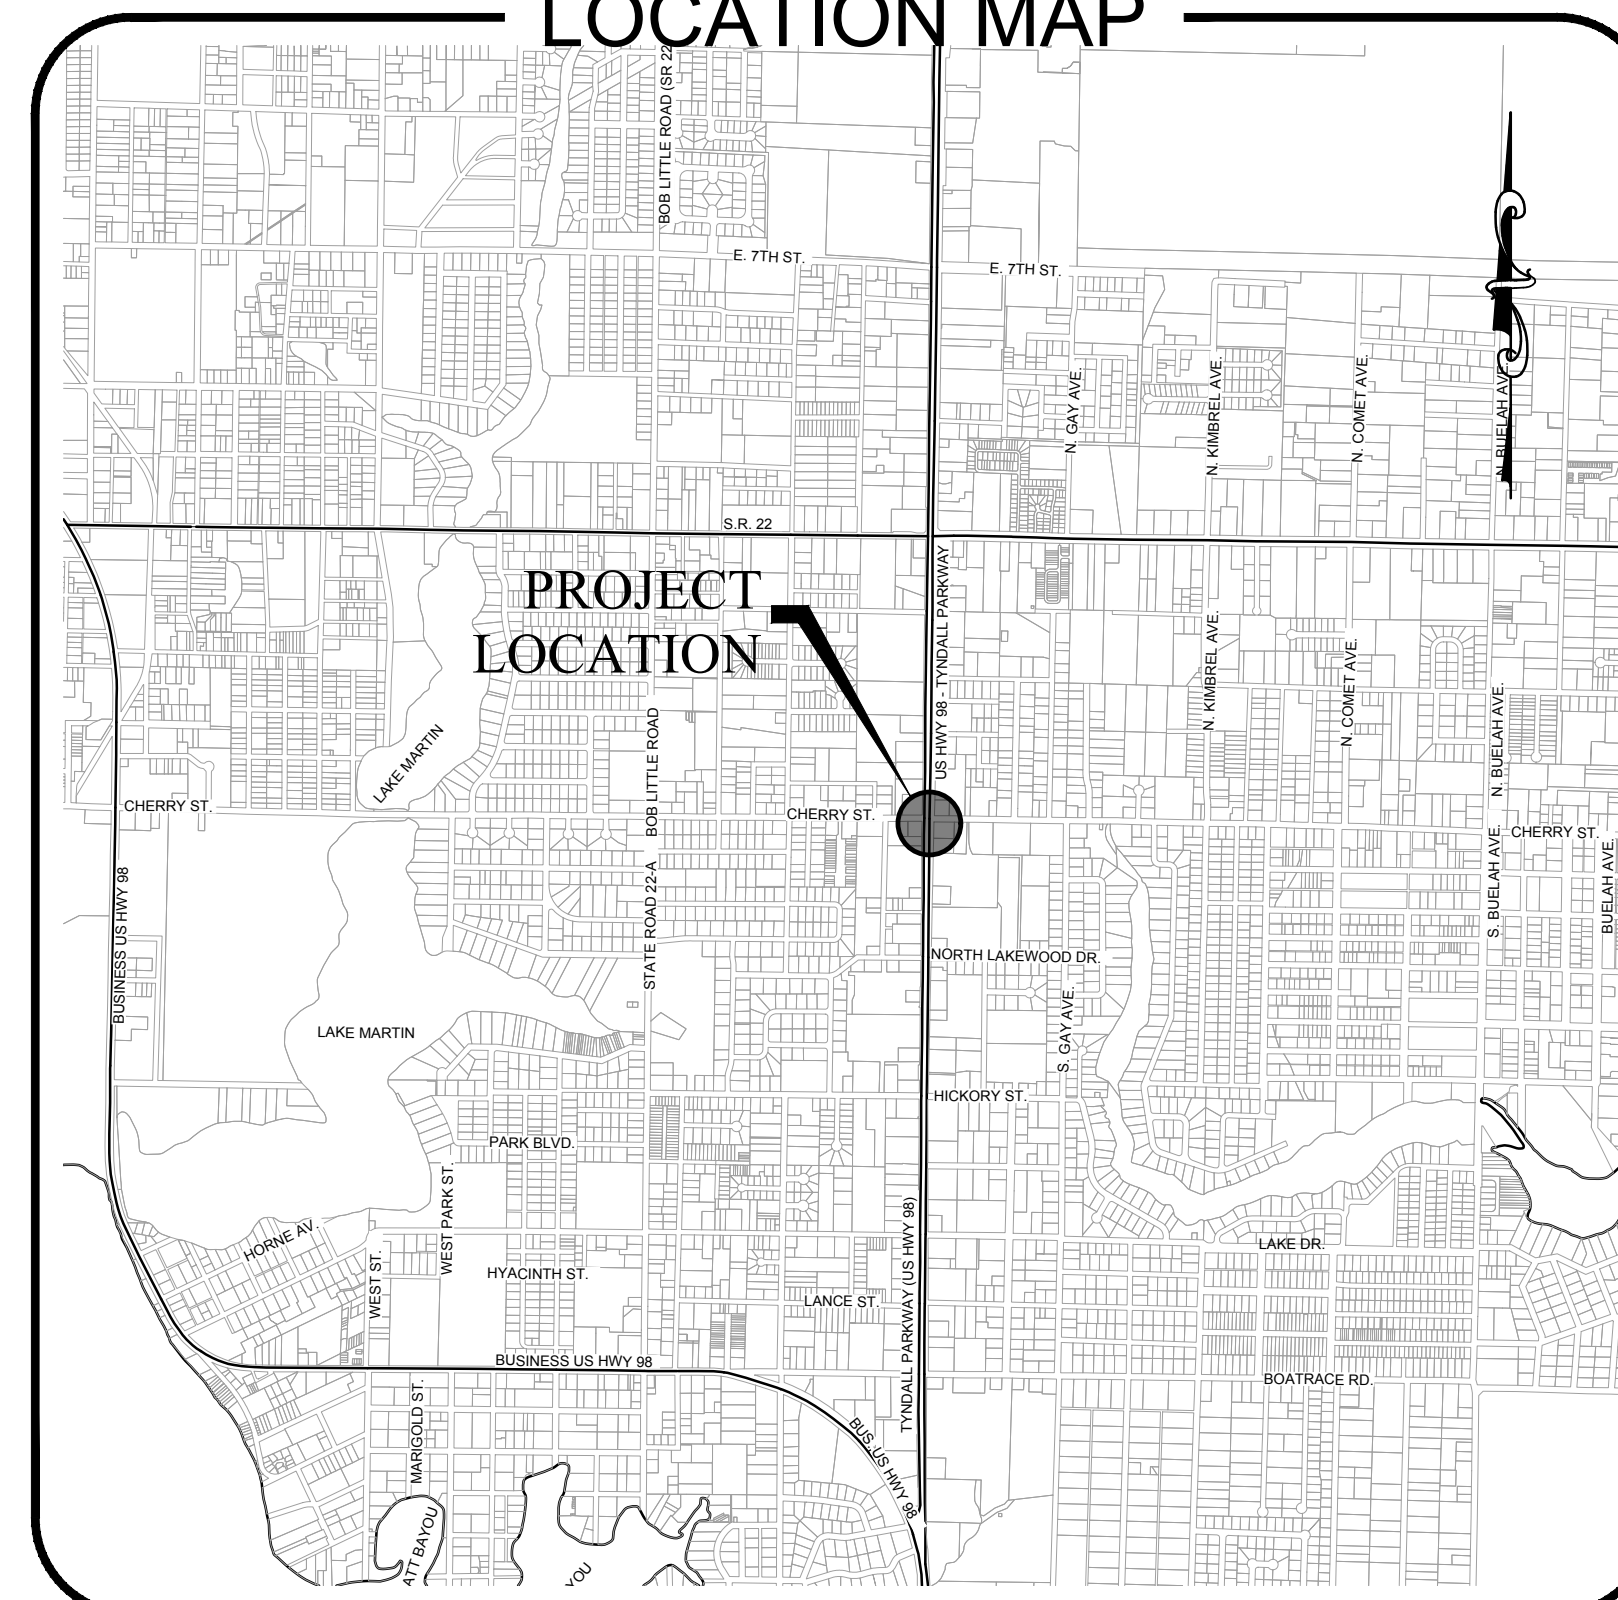 LOCATION MAP
BOB LITTLE ROAD (SR 22
E. 7TH ST.
E. 7TH ST.
N. GAY AVE.
N. KIMBREL AVE.
N. COMET AVE.
N. BUELAH AVE.
S.R. 22
PROJECT
LOCATION
US HWY 98 - TYNDALL PARKWAY
N. KIMBREL AVE.
N. COMET AVE.
N. BUELAH AVE.
LAKE MARTIN
BOB LITTLE ROAD
CHERRY ST.
CHERRY ST.
CHERRY ST.
BUSINESS US HWY 98
STATE ROAD 22-A
S. BUELAH AVE.
BUELAH AVE.
NORTH LAKEWOOD DR.
S. GAY AVE.
LAKE MARTIN
HICKORY ST.
PARK BLVD.
WEST PARK ST.
HORNE AV.
WEST ST.
HYACINTH ST.
LANCE ST.
TYNDALL PARKWAY (US HWY 98)
LAKE DR.
BUSINESS US HWY 98
BOATRACE RD.
MARIGOLD ST.
BUS. US HWY 98
ATT BAYOU
YOU